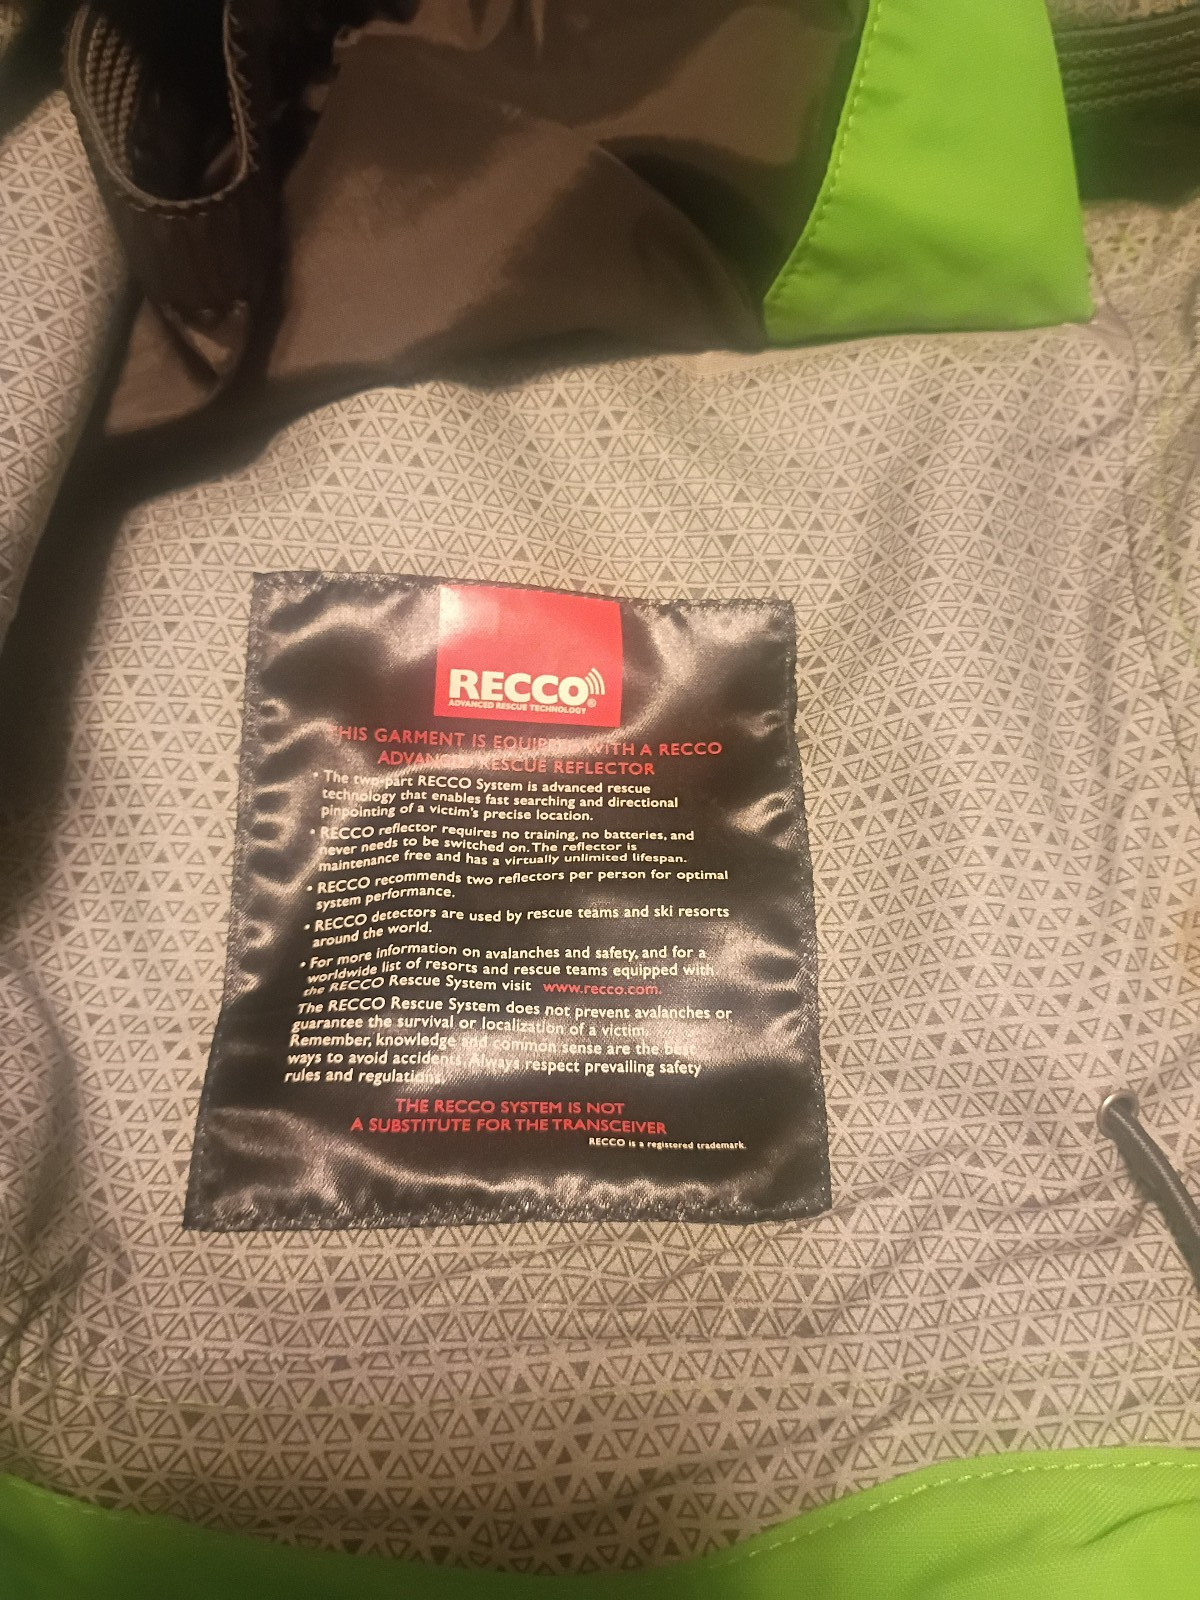 RECCO®
ADVANCED RESCUE TECHNOLOGY
THIS GARMENT IS EQUIPPED WITH A RECCO
ADVANCED RESCUE REFLECTOR
• The two-part RECCO System is advanced rescue
technology that enables fast searching and directional
pinpointing of a victim's precise location.
• RECCO reflector requires no training, no batteries, and
never needs to be switched on. The reflector is
maintenance free and has a virtually unlimited lifespan.
• RECCO recommends two reflectors per person for optimal
system performance.
• RECCO detectors are used by rescue teams and ski resorts
around the world.
• For more information on avalanches and safety, and for a
worldwide list of resorts and rescue teams equipped with
the RECCO Rescue System visit www.recco.com.
The RECCO Rescue System does not prevent avalanches or
guarantee the survival or localization of a victim.
Remember, knowledge and common sense are the best
ways to avoid accidents. Always respect prevailing safety
rules and regulations.
THE RECCO SYSTEM IS NOT
A SUBSTITUTE FOR THE TRANSCEIVER
RECCO is a registered trademark.